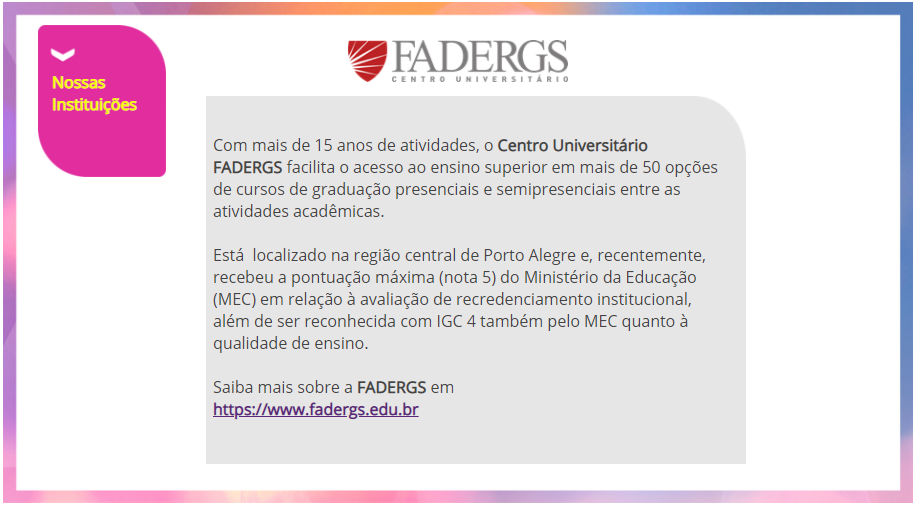 Nossas
Instituições
FADERGS
CENTRO UNIVERSITÁRIO
Com mais de 15 anos de atividades, o Centro Universitário
FADERGS facilita o acesso ao ensino superior em mais de 50 opções
de cursos de graduação presenciais e semipresenciais entre as
atividades acadêmicas.
Está localizado na região central de Porto Alegre e, recentemente,
recebeu a pontuação máxima (nota 5) do Ministério da Educação
(MEC) em relação à avaliação de recredenciamento institucional,
além de ser reconhecida com IGC 4 também pelo MEC quanto à
qualidade de ensino.
Saiba mais sobre a FADERGS em
https://www.fadergs.edu.br